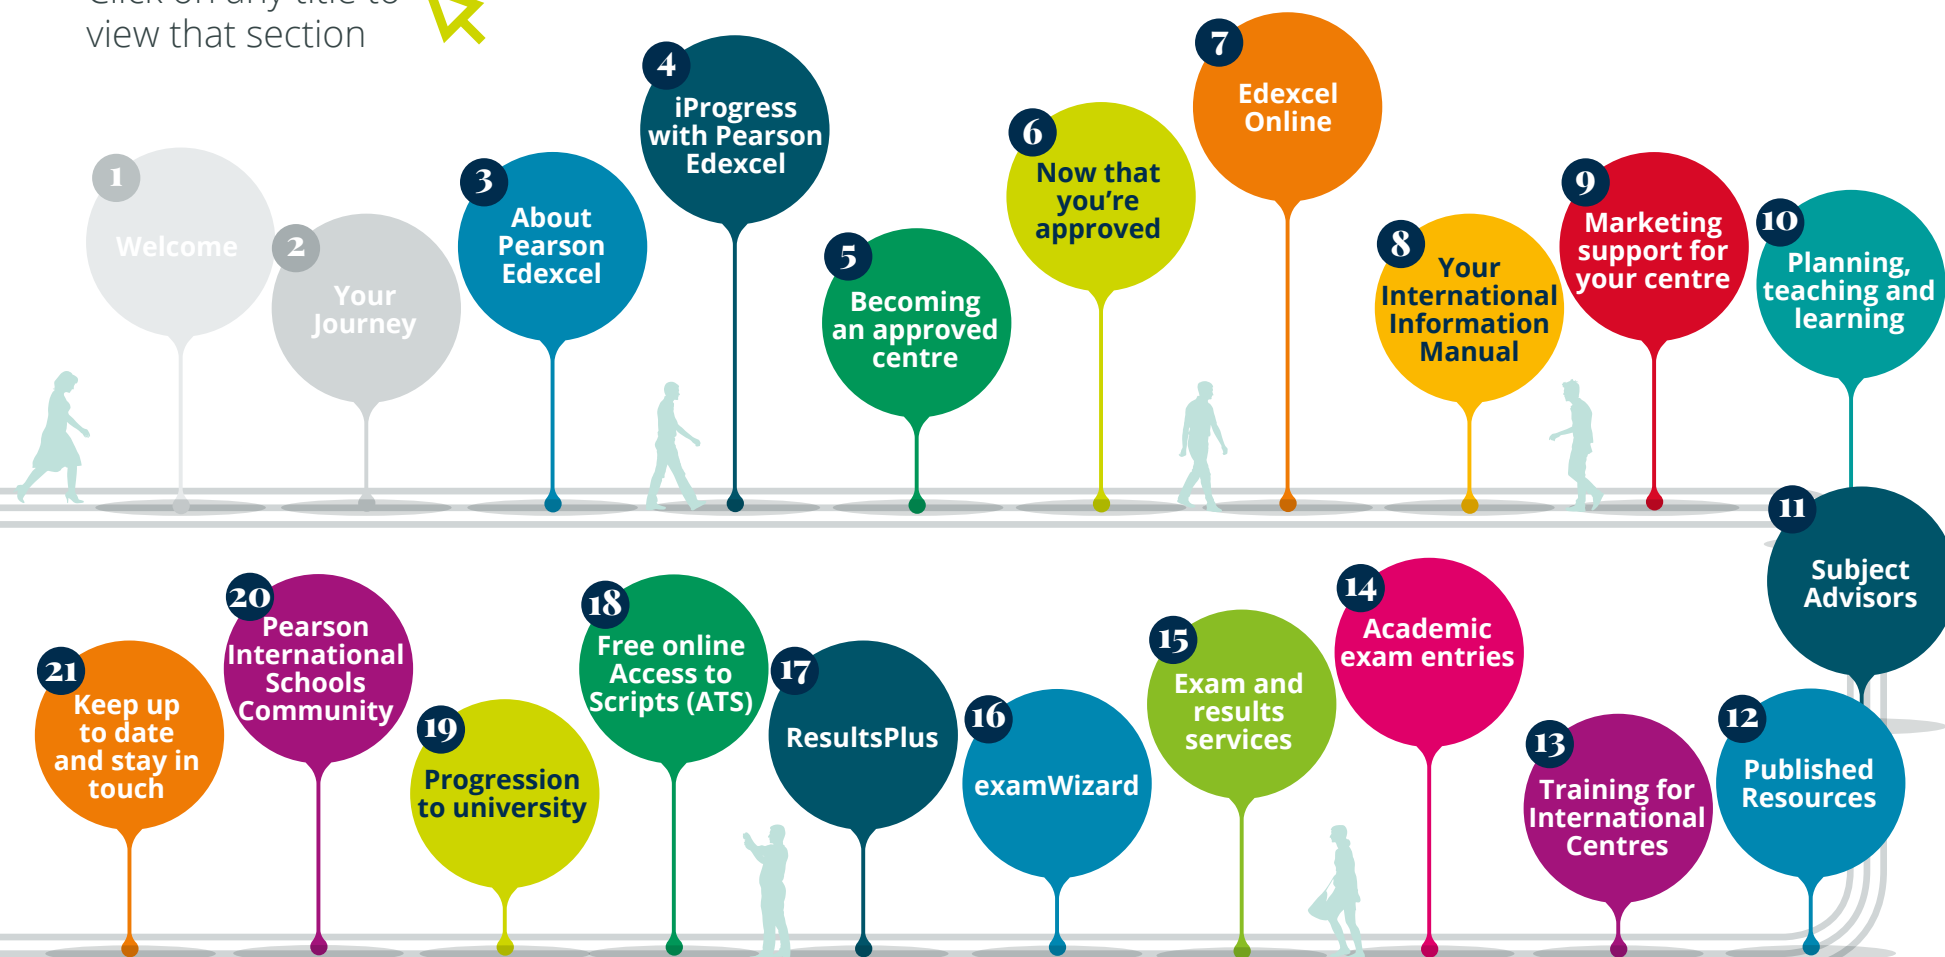 Click on any title to
view that section
1
Welcome
2
Your
Journey
3
About
Pearson
Edexcel
4
iProgress
with Pearson
Edexcel
5
Becoming
an approved
centre
6
Now that
you're
approved
7
Edexcel
Online
8
Your
International
Information
Manual
9
Marketing
support for
your centre
10
Planning,
teaching and
learning
11
Subject
Advisors
12
Published
Resources
13
Training for
International
Centres
14
Academic
exam entries
15
Exam and
results
services
16
examWizard
17
ResultsPlus
18
Free online
Access to
Scripts (ATS)
19
Progression
to university
20
Pearson
International
Schools
Community
21
Keep up
to date
and stay in
touch